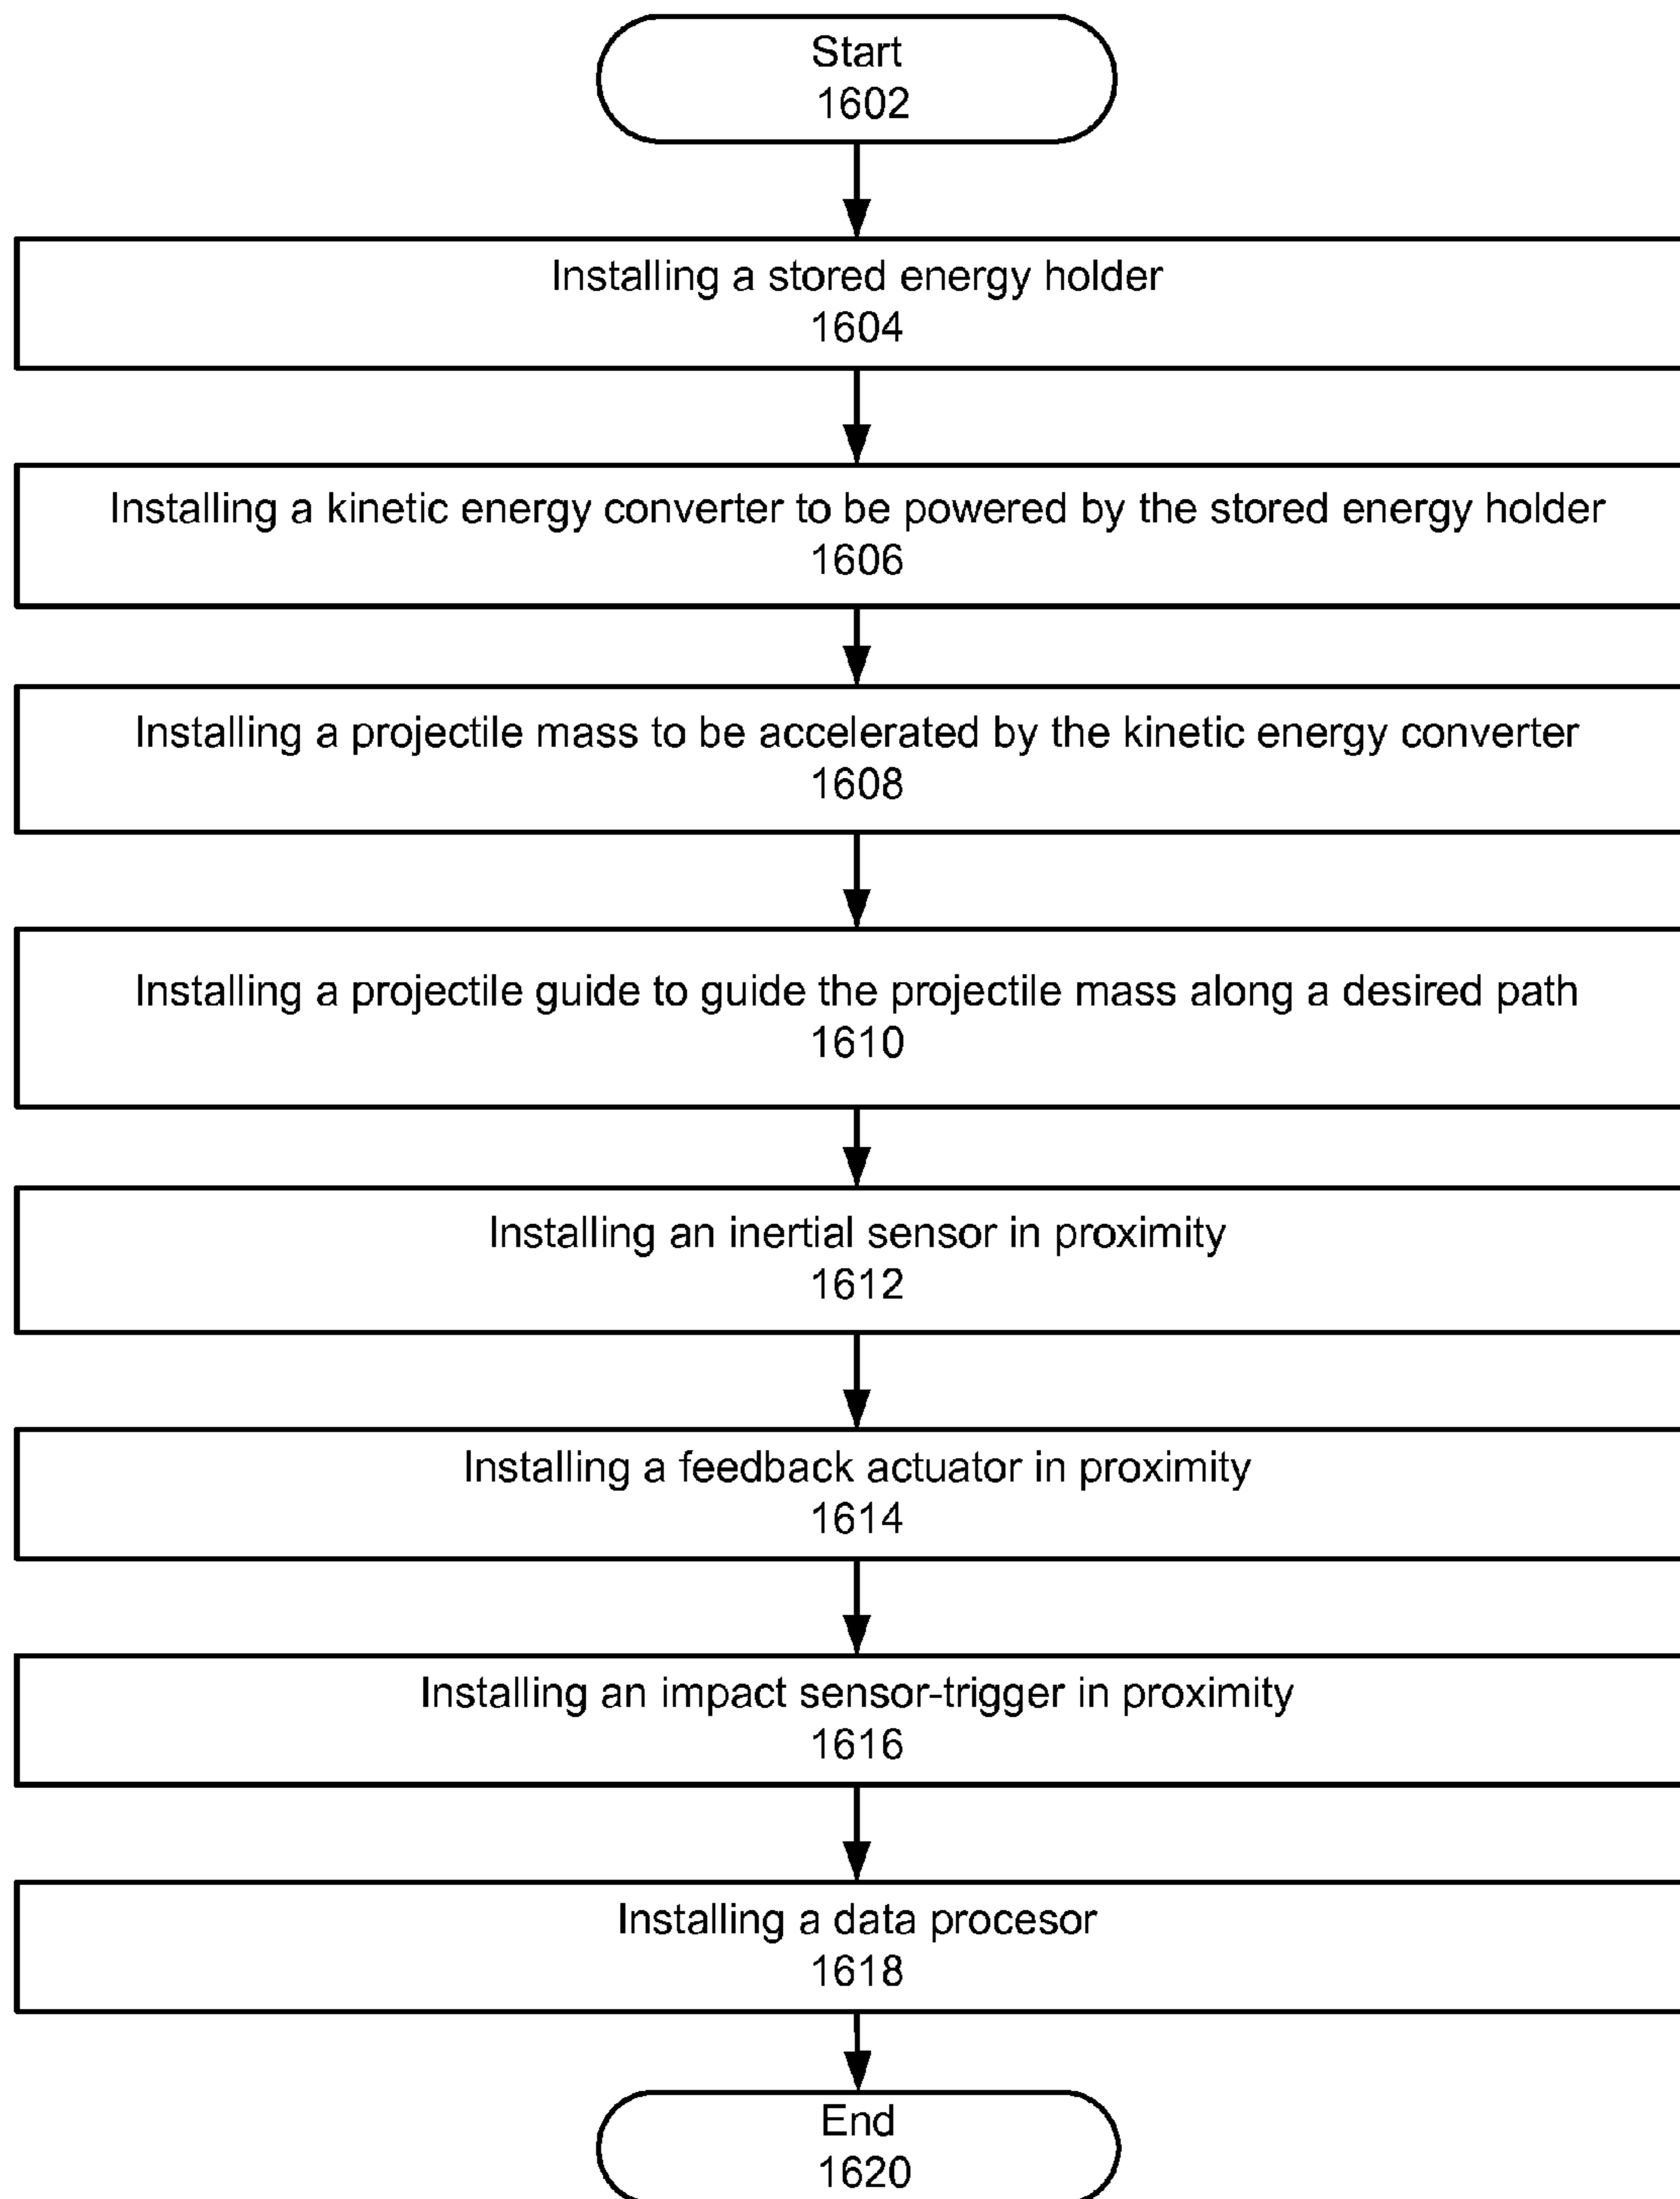 Start
1602
Installing a stored energy holder
1604
Installing a kinetic energy converter to be powered by the stored energy holder
1606
Installing a projectile mass to be accelerated by the kinetic energy converter
1608
Installing a projectile guide to guide the projectile mass along a desired path
1610
Installing an inertial sensor in proximity
1612
Installing a feedback actuator in proximity
1614
Installing an impact sensor-trigger in proximity
1616
Installing a data procesor
1618
End
1620